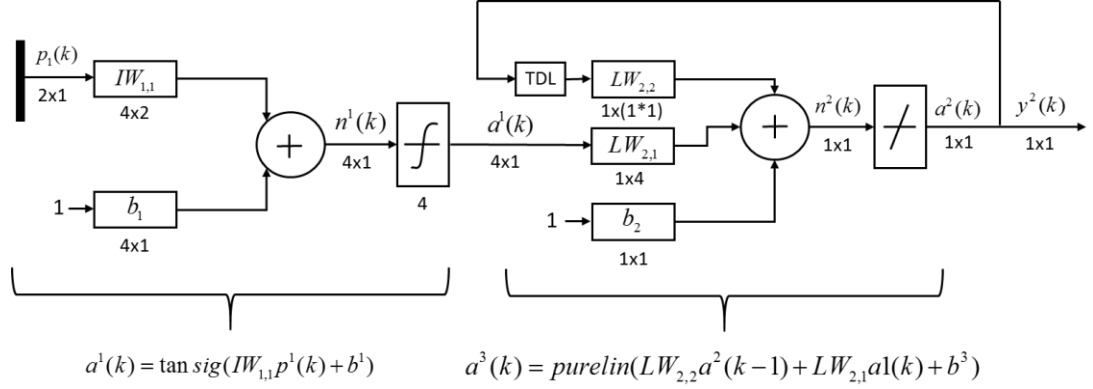 p₁(k)
2x1
IW₁,₁
4x2
1
b₁
4x1
+
n¹(k)
4x1
4
a¹(k)
4x1
TDL
LW₂,₂
1x(1*1)
LW₂,₁
1x4
1
b₂
1x1
+
n²(k)
1x1
a²(k)
1x1
y²(k)
1x1
a¹(k) = tan sig(IW₁,₁p¹(k) + b¹)
a³(k) = purelin(LW₂,₂a²(k−1) + LW₂,₁a1(k) + b³)